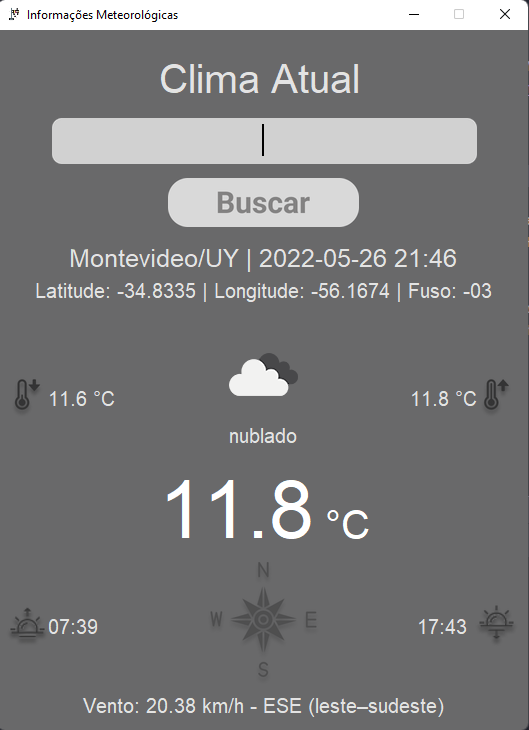 Informações Meteorológicas
Clima Atual
Buscar
Montevideo/UY | 2022-05-26 21:46
Latitude: -34.8335 | Longitude: -56.1674 | Fuso: -03
11.6 °C
11.8 °C
nublado
11.8 °C
N
W E
S
07:39
17:43
Vento: 20.38 km/h - ESE (leste–sudeste)